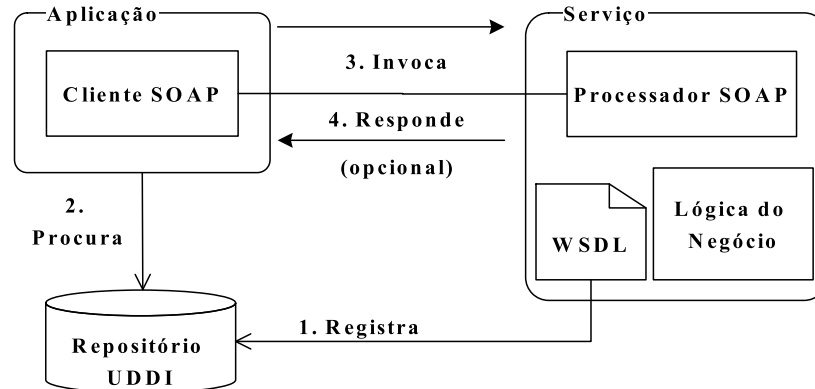 Aplicação
Serviço
3. Invoca
Cliente SOAP
Processador SOAP
4. Responde
(opcional)
2.
Procura
WSDL
Lógica do
Negócio
1. Registra
Repositório
UDDI